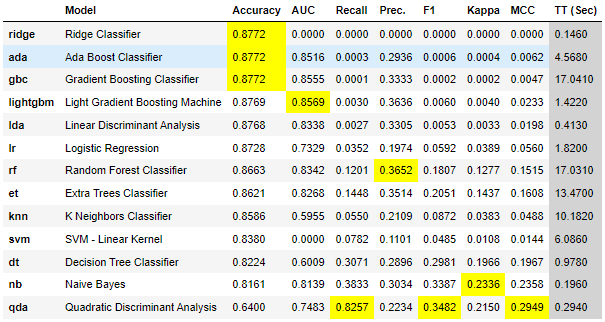 Model Accuracy AUC Recall Prec. F1 Kappa MCC TT (Sec)
ridge Ridge Classifier 0.8772 0.0000 0.0000 0.0000 0.0000 0.0000 0.0000 0.1460
ada Ada Boost Classifier 0.8772 0.8516 0.0003 0.2936 0.0006 0.0004 0.0062 4.5680
gbc Gradient Boosting Classifier 0.8772 0.8555 0.0001 0.3333 0.0002 0.0002 0.0047 17.0410
lightgbm Light Gradient Boosting Machine 0.8769 0.8569 0.0030 0.3636 0.0060 0.0040 0.0233 1.4220
lda Linear Discriminant Analysis 0.8768 0.8338 0.0027 0.3305 0.0053 0.0033 0.0198 0.4130
lr Logistic Regression 0.8728 0.7329 0.0352 0.1974 0.0592 0.0389 0.0560 1.8200
rf Random Forest Classifier 0.8663 0.8342 0.1201 0.3652 0.1807 0.1277 0.1515 17.0310
et Extra Trees Classifier 0.8621 0.8268 0.1448 0.3514 0.2051 0.1437 0.1608 13.4700
knn K Neighbors Classifier 0.8586 0.5955 0.0550 0.2109 0.0872 0.0383 0.0488 10.1820
svm SVM - Linear Kernel 0.8380 0.0000 0.0782 0.1101 0.0485 0.0108 0.0144 6.0860
dt Decision Tree Classifier 0.8224 0.6009 0.3071 0.2896 0.2981 0.1966 0.1967 0.9780
nb Naive Bayes 0.8161 0.8139 0.3833 0.3034 0.3387 0.2336 0.2358 0.1960
qda Quadratic Discriminant Analysis 0.6400 0.7483 0.8257 0.2234 0.3482 0.2150 0.2949 0.2940